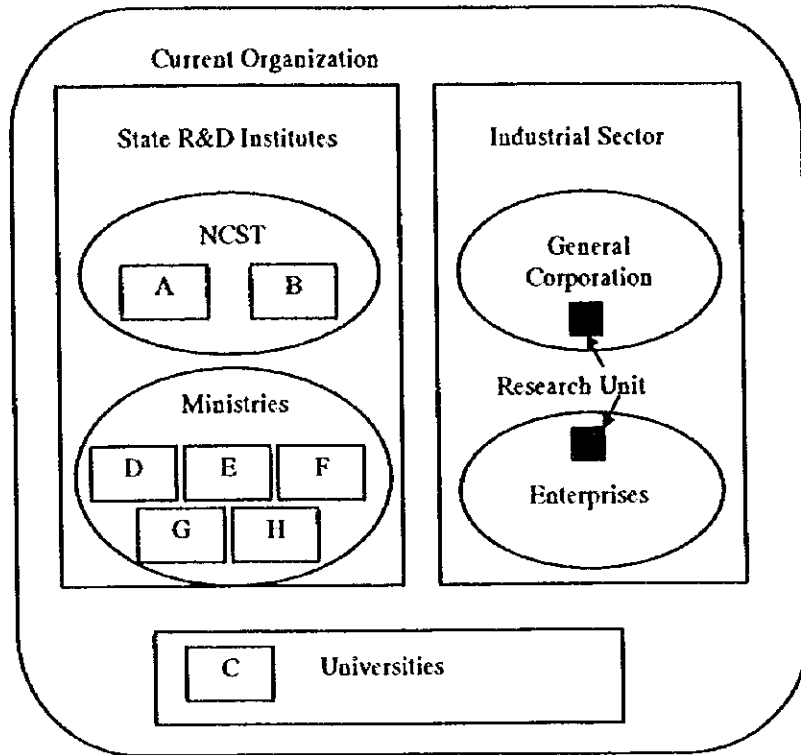 Current Organization
State R&D Institutes
NCST
A
B
Ministries
D
E
F
G
H
Industrial Sector
General
Corporation
Research Unit
Enterprises
C
Universities